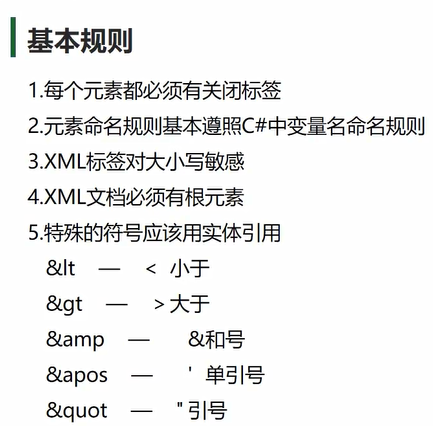 基本规则
1.每个元素都必须有关闭标签
2.元素命名规则基本遵照C#中变量名命名规则
3.XML标签对大小写敏感
4.XML文档必须有根元素
5.特殊的符号应该用实体引用
&lt — < 小于
&gt — > 大于
&amp — &和号
&apos — ' 单引号
&quot — " 引号